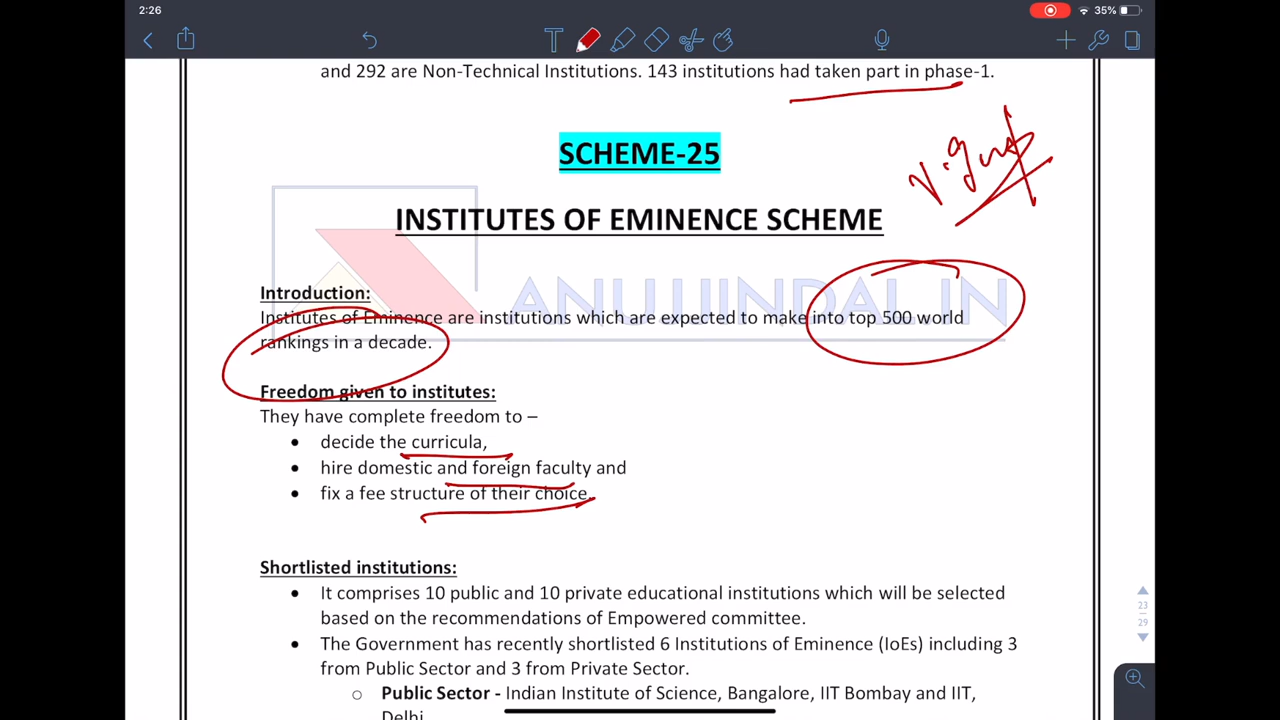 2:26
35%
and 292 are Non-Technical Institutions. 143 institutions had taken part in phase-1.
SCHEME-25
INSTITUTES OF EMINENCE SCHEME
ANUJJINDAL.IN
Introduction:
Institutes of Eminence are institutions which are expected to make into top 500 world
rankings in a decade.
Freedom given to institutes:
They have complete freedom to –
• decide the curricula,
• hire domestic and foreign faculty and
• fix a fee structure of their choice.
Shortlisted institutions:
• It comprises 10 public and 10 private educational institutions which will be selected
based on the recommendations of Empowered committee.
• The Government has recently shortlisted 6 Institutions of Eminence (IoEs) including 3
from Public Sector and 3 from Private Sector.
o Public Sector - Indian Institute of Science, Bangalore, IIT Bombay and IIT,
Delhi
23
29